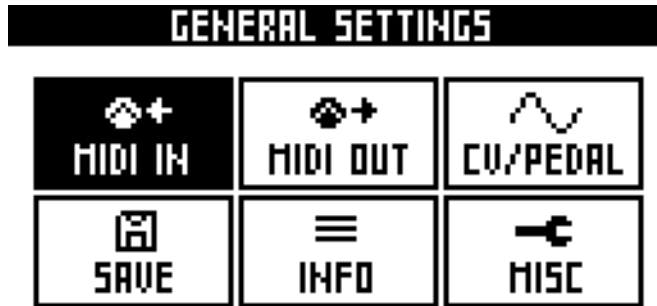 GENERAL SETTINGS
MIDI IN
MIDI OUT
CV/PEDAL
SAVE
INFO
MISC